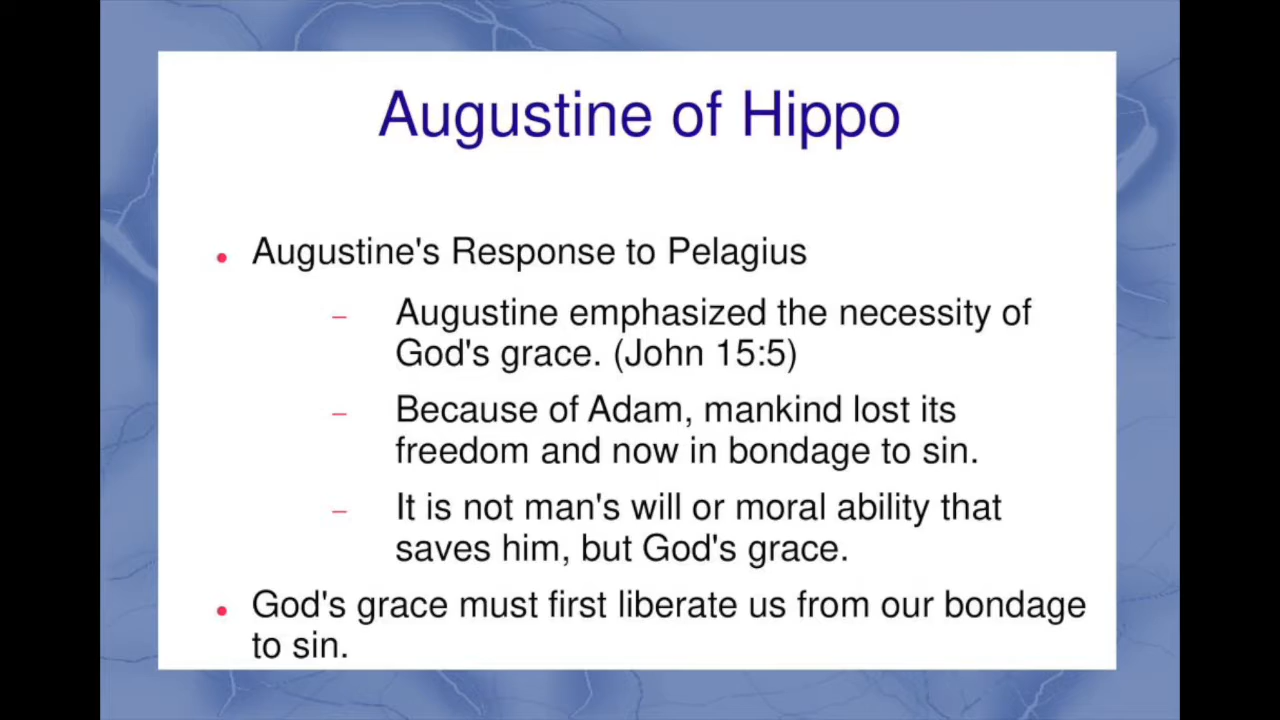 Augustine of Hippo
• Augustine's Response to Pelagius
– Augustine emphasized the necessity of
God's grace. (John 15:5)
– Because of Adam, mankind lost its
freedom and now in bondage to sin.
– It is not man's will or moral ability that
saves him, but God's grace.
• God's grace must first liberate us from our bondage
to sin.